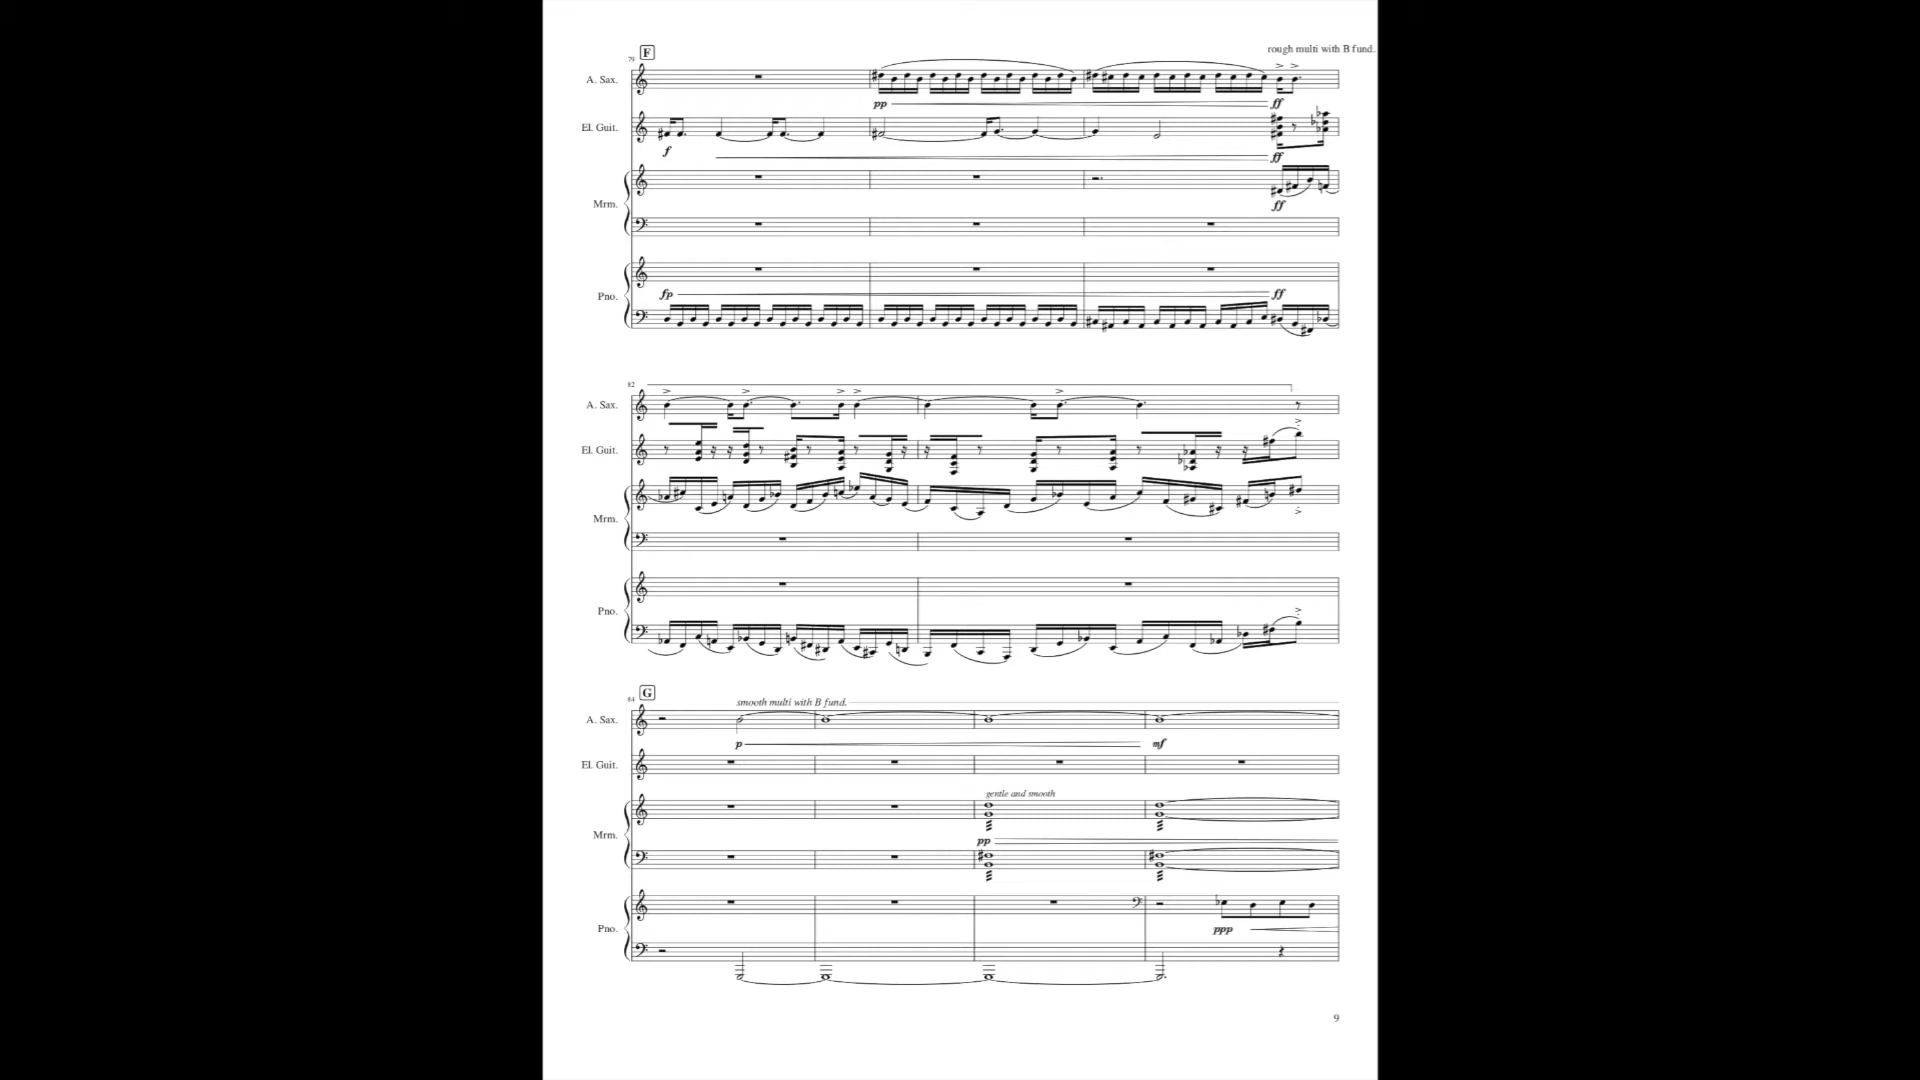 F
rough multi with B fund.
79
A. Sax.
pp ff
El. Guit.
f ff
Mrm.
ff
Pno.
fp ff
82
A. Sax.
El. Guit.
Mrm.
Pno.
G
84
smooth multi with B fund.
A. Sax.
p mf
El. Guit.
gentle and smooth
Mrm.
pp
Pno.
ppp
9